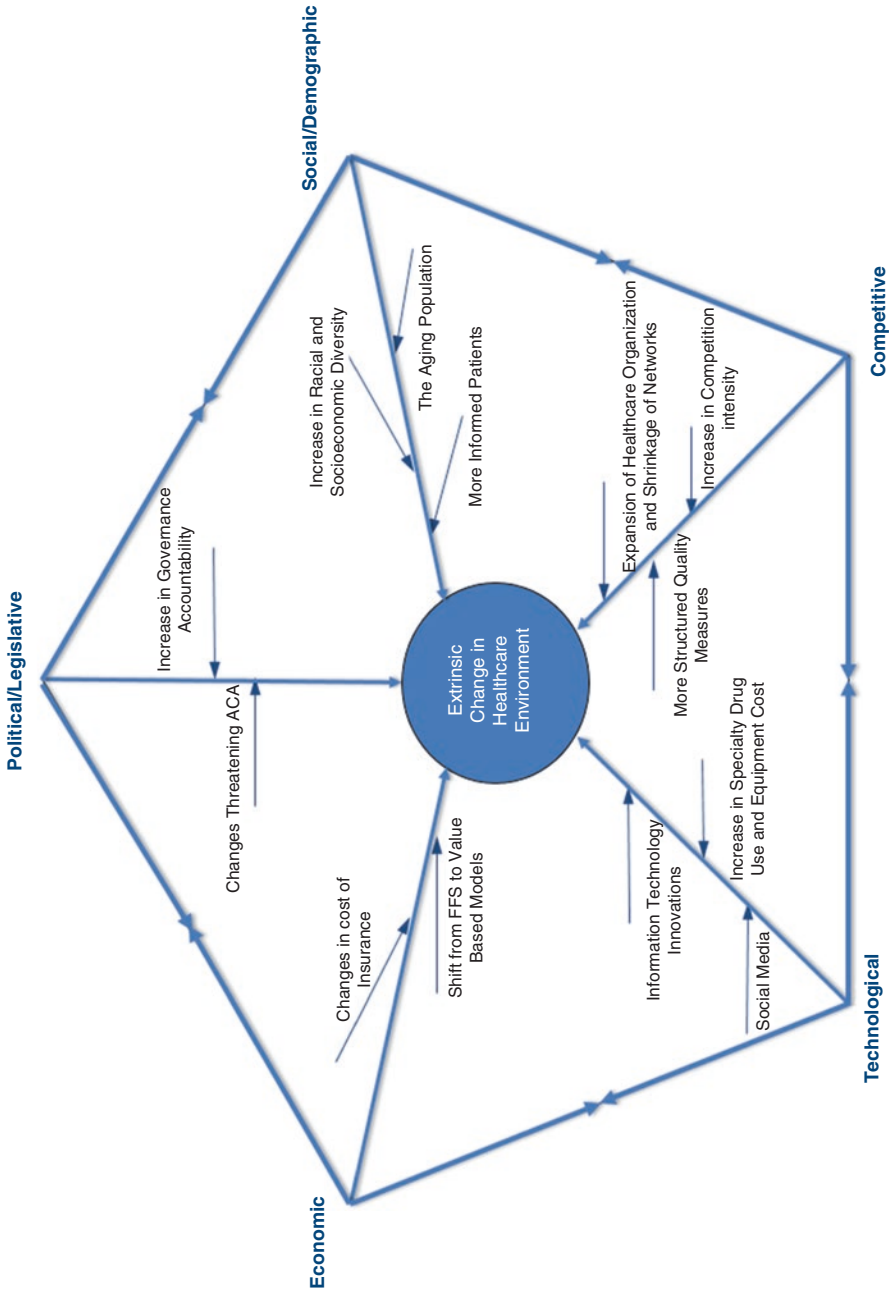 Political/Legislative
Increase in Governance
Accountability
Changes Threatening ACA
Economic
Changes in cost of
Insurance
Shift from FFS to Value
Based Models
Social/Demographic
Increase in Racial and
Socioeconomic Diversity
The Aging Population
More Informed Patients
Extrinsic
Change in
Healthcare
Environment
Technological
Information Technology
Innovations
Increase in Specialty Drug
Use and Equipment Cost
Social Media
Competitive
Expansion of Healthcare Organization
and Shrinkage of Networks
More Structured Quality
Measures
Increase in Competition
intensity